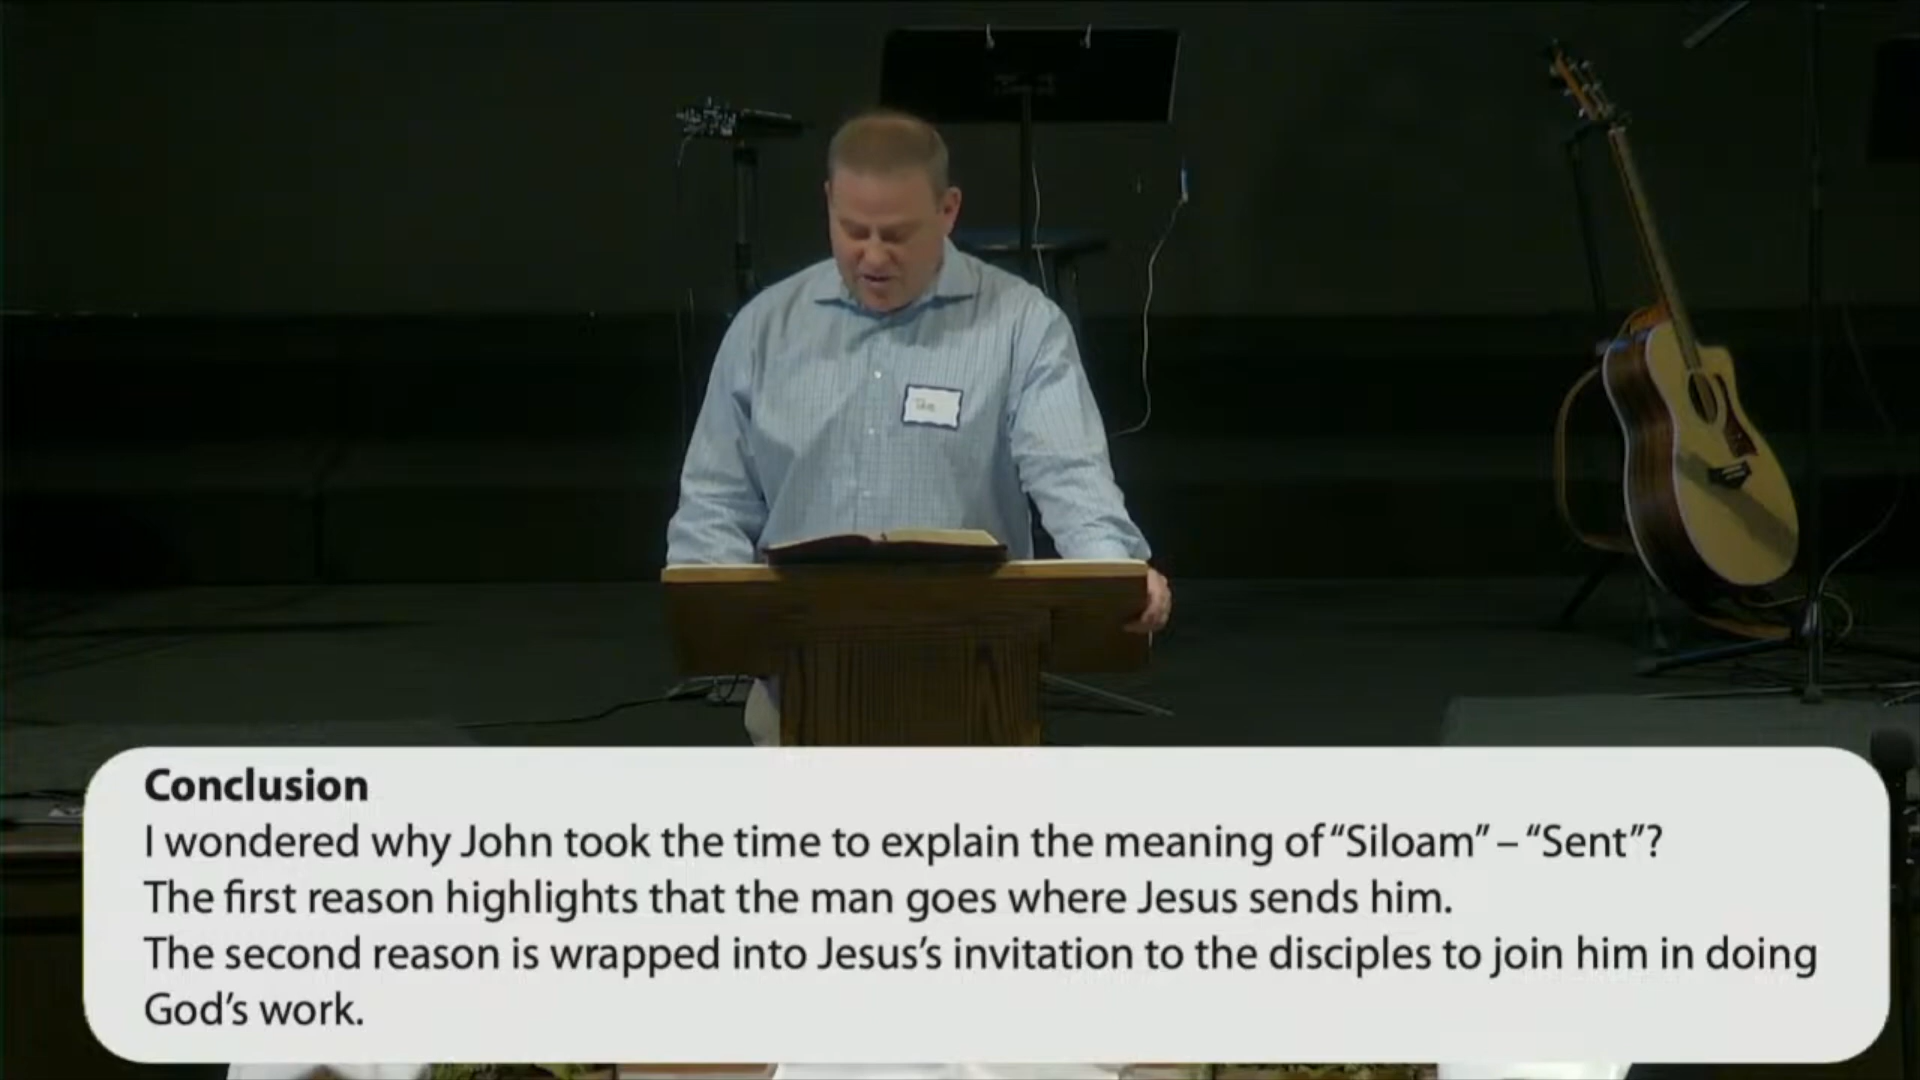 Conclusion
I wondered why John took the time to explain the meaning of “Siloam” – “Sent”?
The first reason highlights that the man goes where Jesus sends him.
The second reason is wrapped into Jesus’s invitation to the disciples to join him in doing
God’s work.